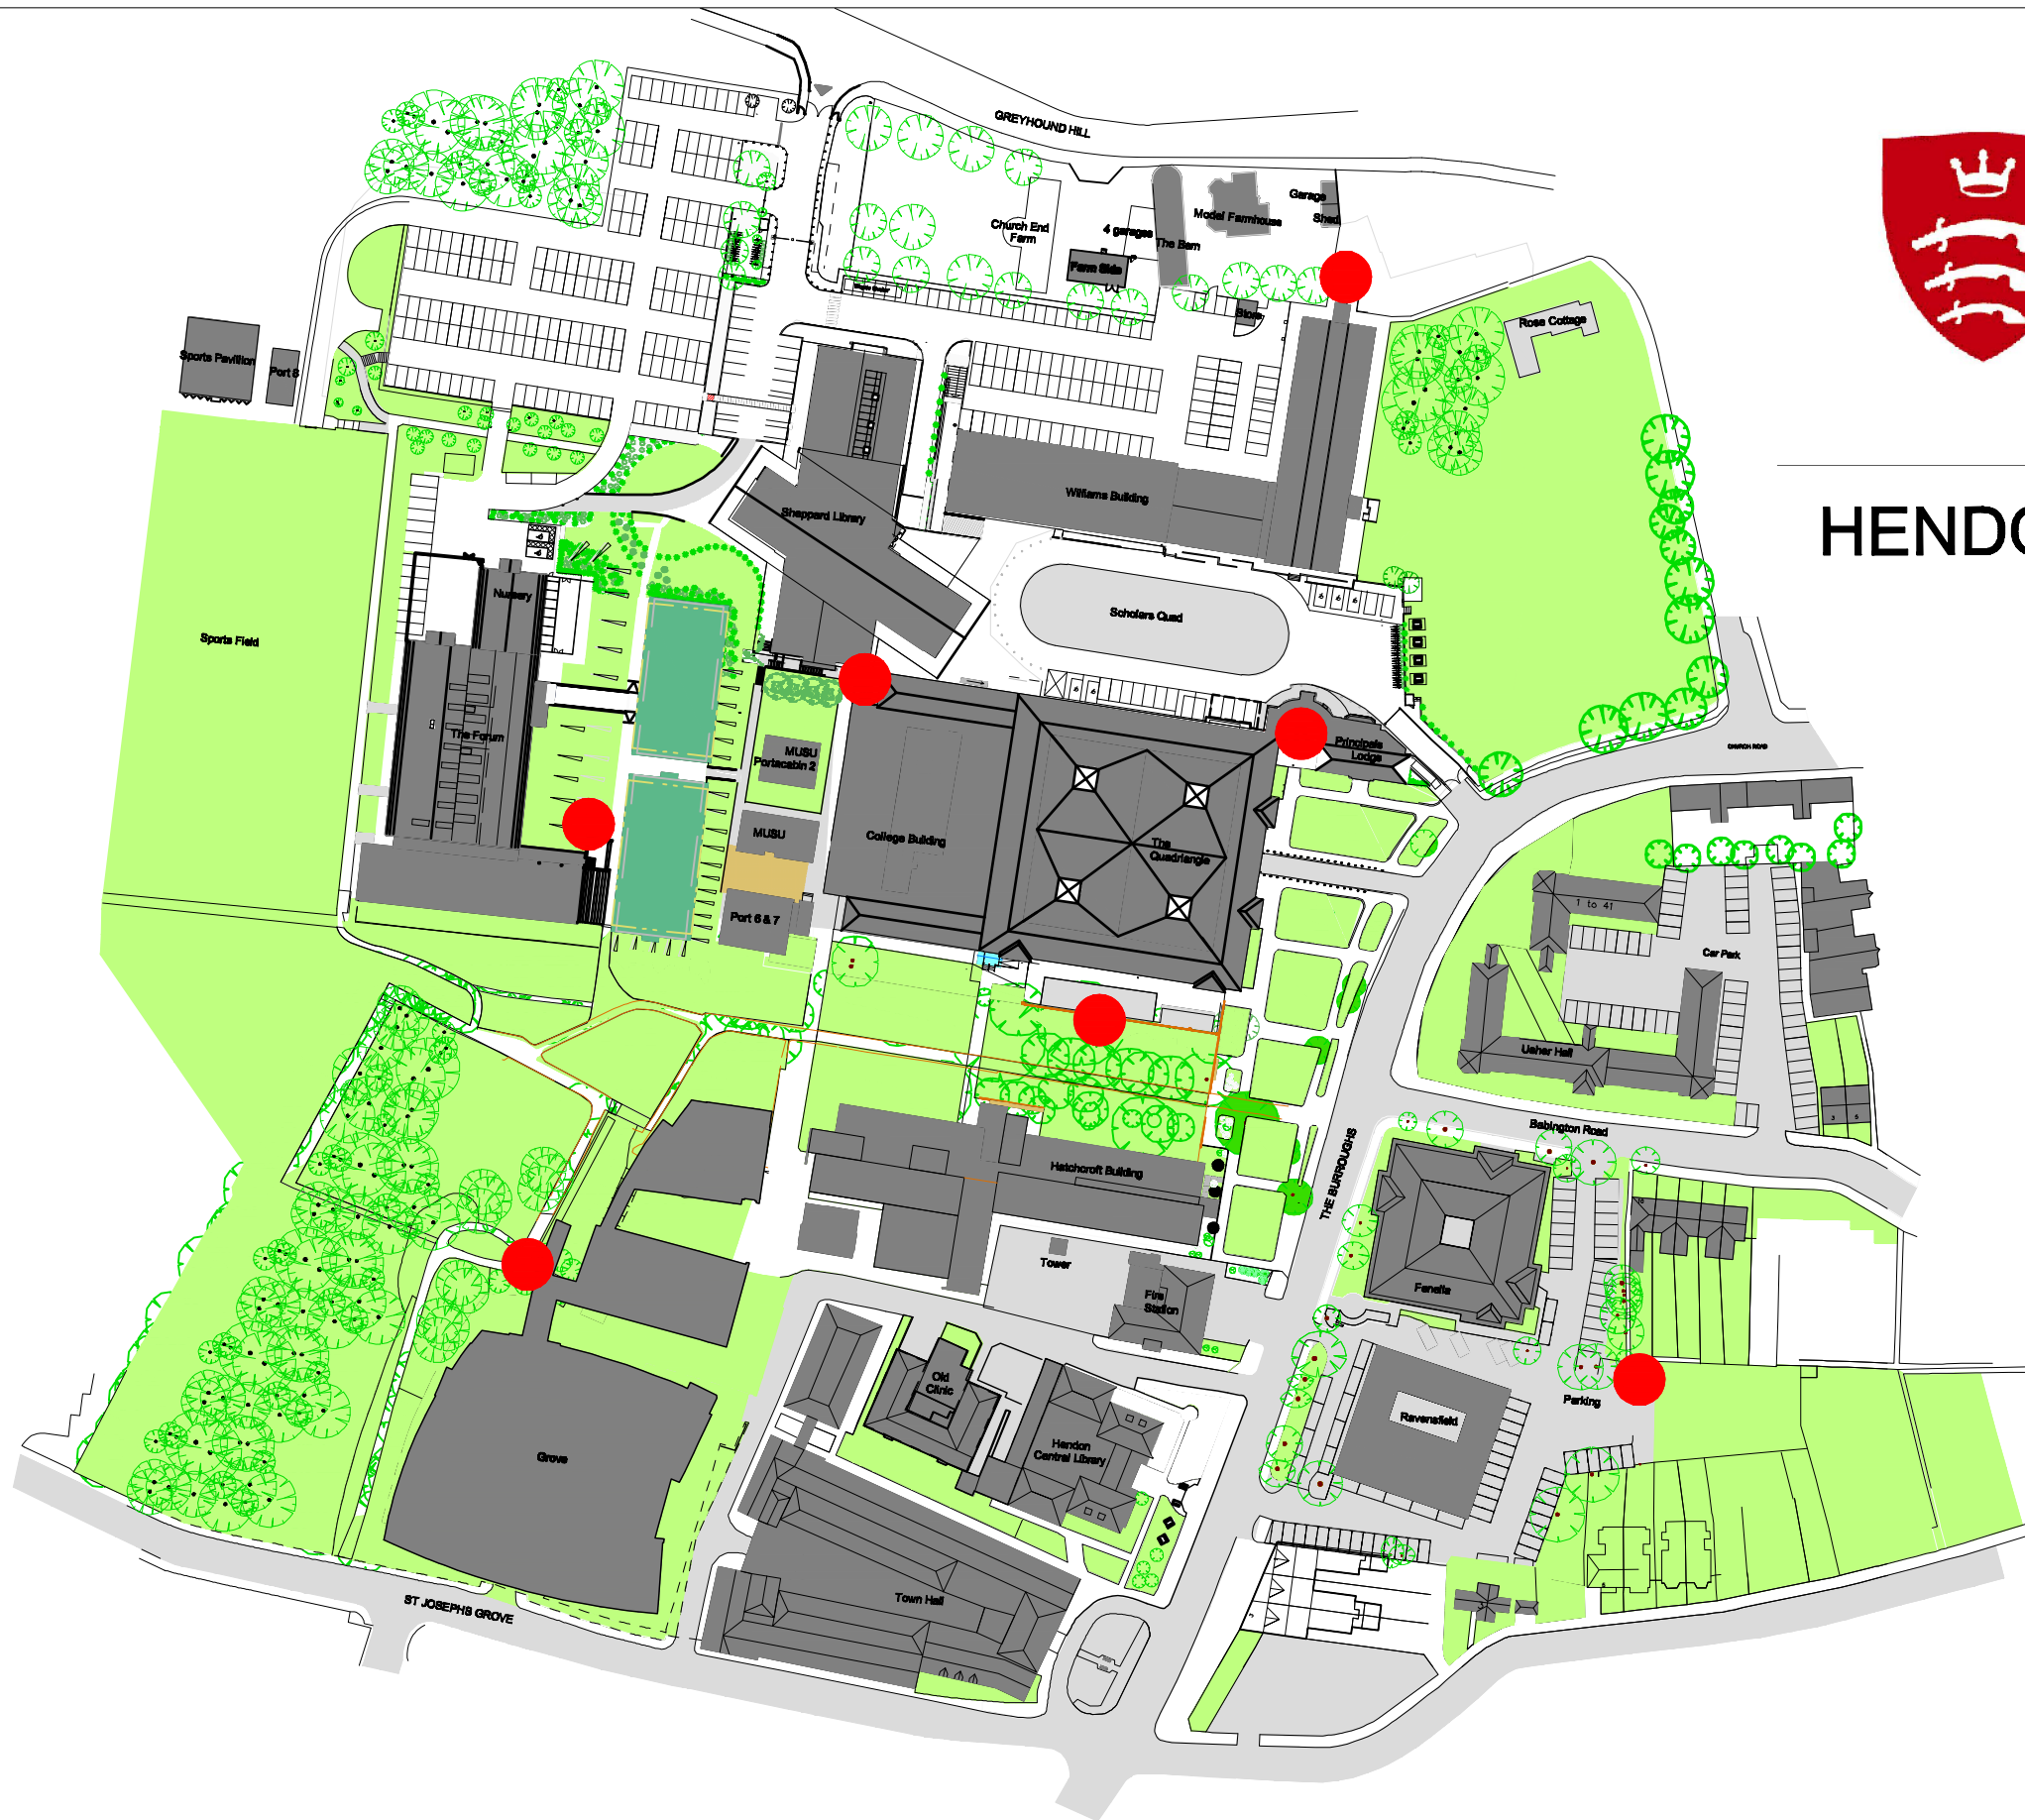 GREYHOUND HILL
Garage
Shed
Model Farmhouse
Church End
Farm
4 garages
The Barn
Farm Side
Store
Rose Cottage
Sports Pavilion
Port 8
HENDO
Williams Building
Sheppard Library
Nursery
Scholars Quad
Sports Field
The Forum
MUSU
Portacabin 2
Principals
Lodge
CHURCH ROAD
MUSU
College Building
The
Quadrangle
Port 6 & 7
1 to 41
Car Park
Usher Hall
3 5
Babington Road
THE BURROUGHS
Hatchcroft Building
Tower
Fire
Station
Fenella
Old
Clinic
Parking
Ravensfield
Hendon
Central Library
Grove
Town Hall
ST JOSEPHS GROVE